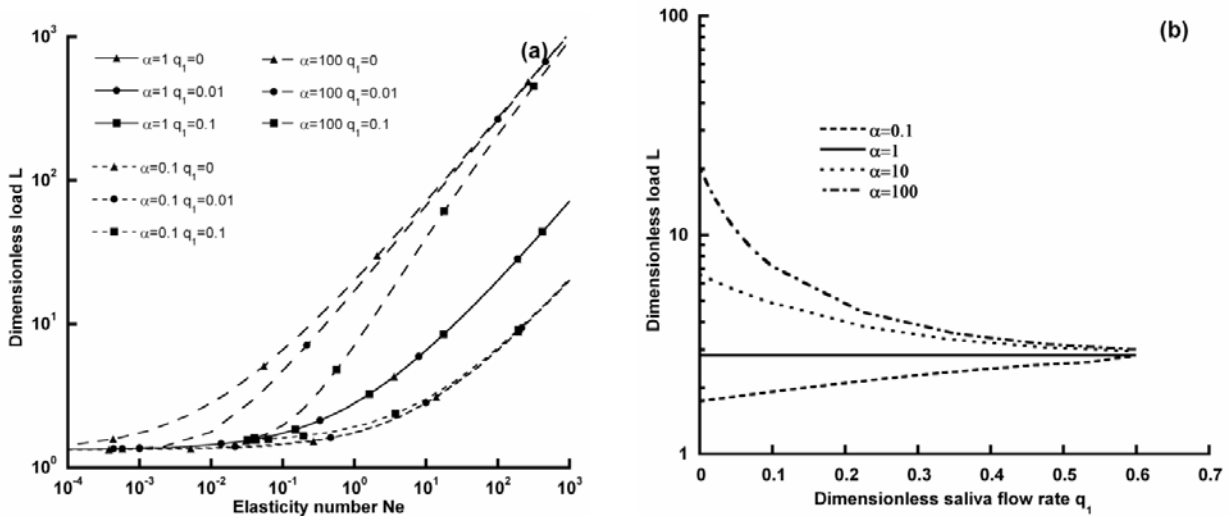 (a)
α=1 q₁=0
α=1 q₁=0.01
α=1 q₁=0.1
α=100 q₁=0
α=100 q₁=0.01
α=100 q₁=0.1
α=0.1 q₁=0
α=0.1 q₁=0.01
α=0.1 q₁=0.1
Dimensionless load L
10³
10²
10¹
10⁰
10⁻⁴
10⁻³
10⁻²
10⁻¹
10⁰
10¹
10²
10³
Elasticity number Ne
(b)
α=0.1
α=1
α=10
α=100
Dimensionless load L
100
10
1
0
0.1
0.2
0.3
0.4
0.5
0.6
0.7
Dimensionless saliva flow rate q₁